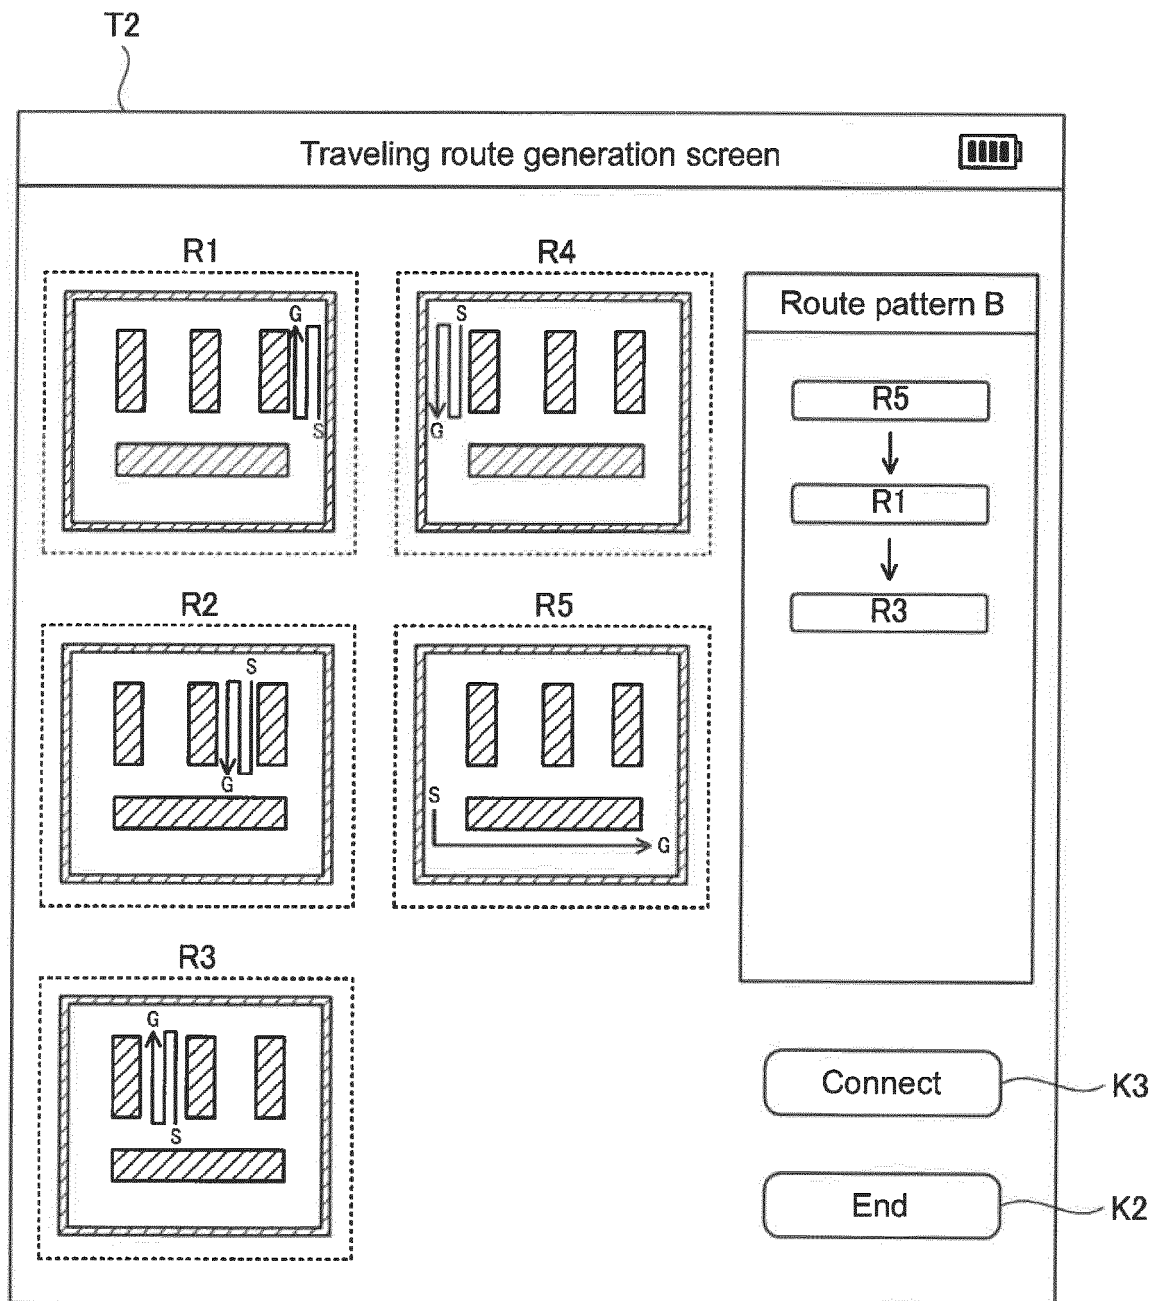 T2
Traveling route generation screen
R1
G
S
R4
S
G
Route pattern B
R5
R1
R3
R2
S
G
R5
S
G
R3
G
S
Connect
K3
End
K2